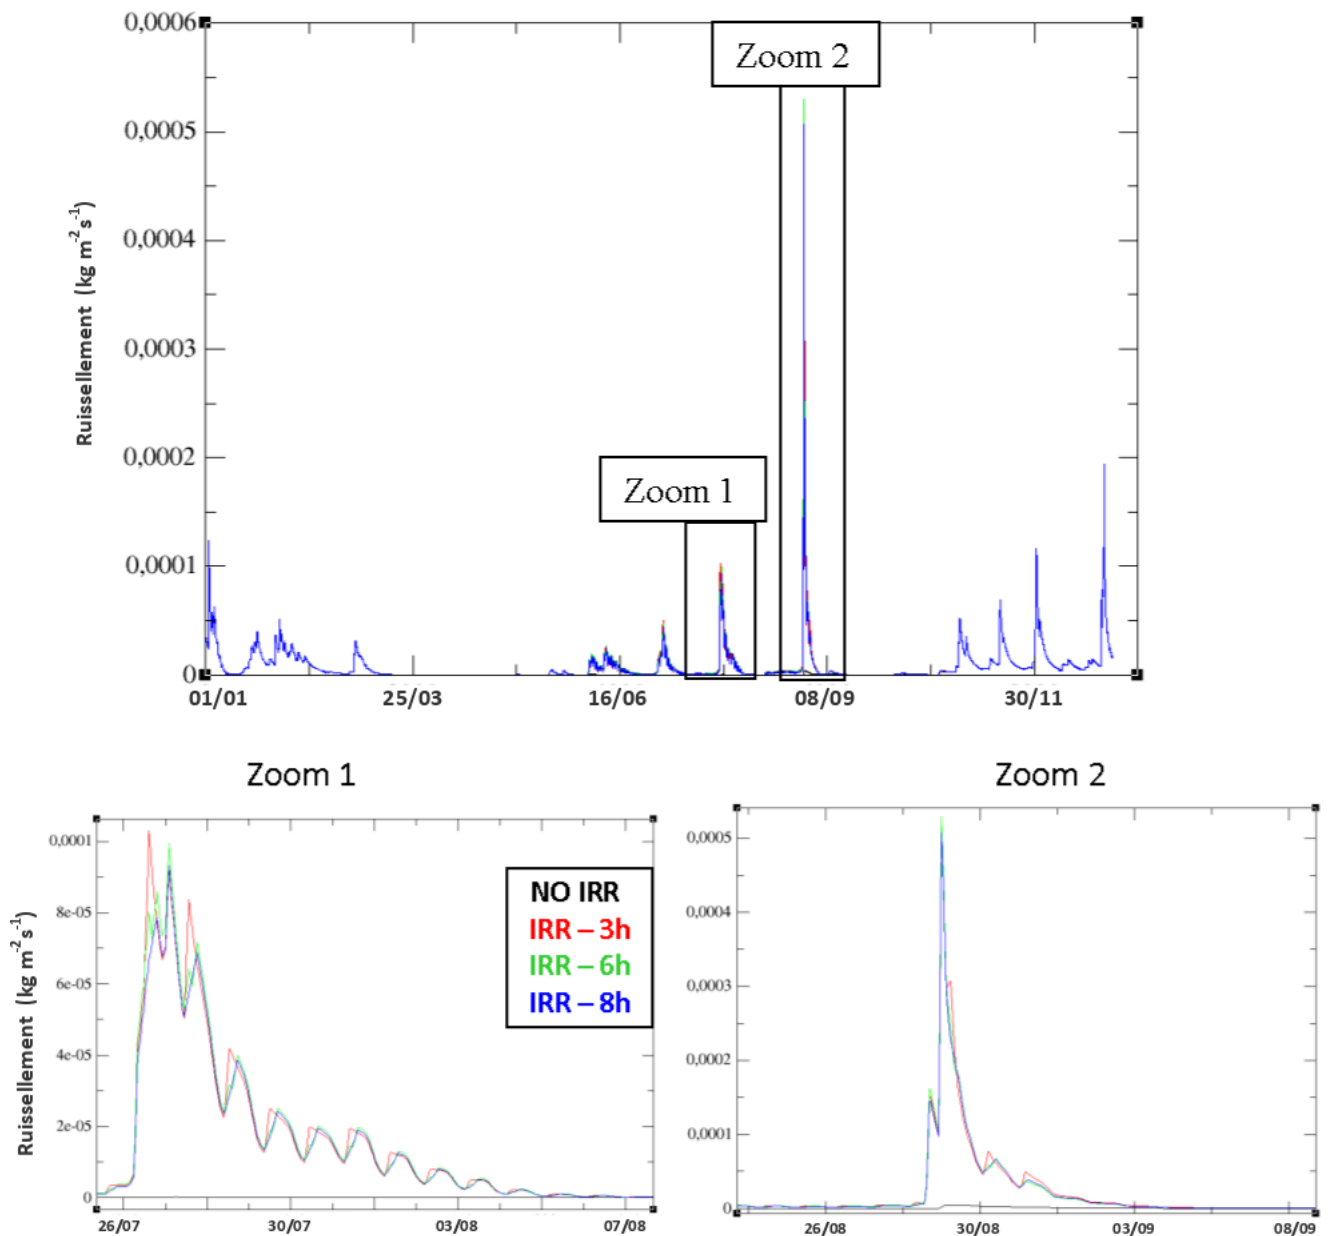 0,0006
Zoom 2
0,0005
0,0004
Ruissellement (kg m⁻² s⁻¹)
0,0003
0,0002
Zoom 1
0,0001
0
01/01 25/03 16/06 08/09 30/11
Zoom 1
Zoom 2
0,0001
8e-05
6e-05
4e-05
2e-05
0
Ruissellement (kg m⁻² s⁻¹)
26/07 30/07 03/08 07/08
NO IRR
IRR – 3h
IRR – 6h
IRR – 8h
0,0005
0,0004
0,0003
0,0002
0,0001
0
26/08 30/08 03/09 08/09